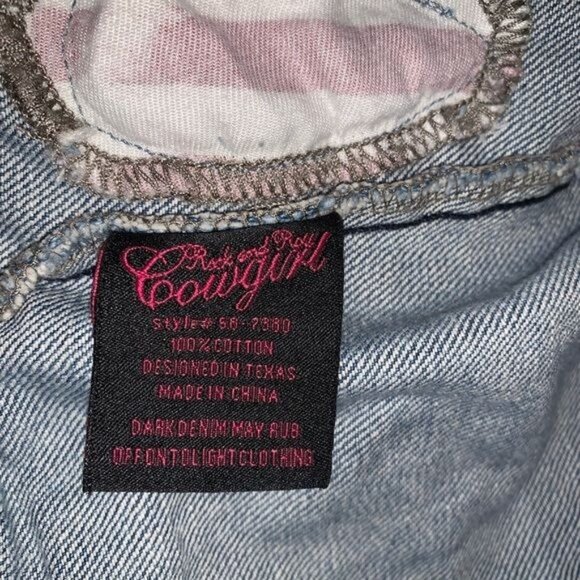 Rock and Roll
Cowgirl
Style# 68-7380
100% COTTON
DESIGNED IN TEXAS
MADE IN CHINA
DARK DENIM MAY RUB
OFF ONTO LIGHT CLOTHING